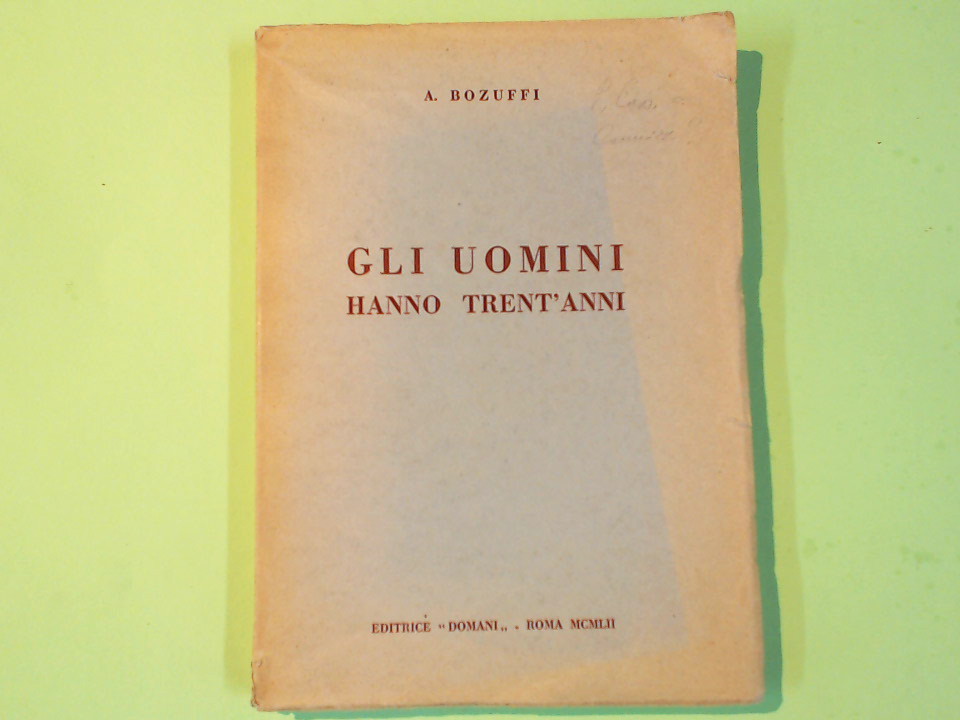 A. BOZUFFI
GLI UOMINI
HANNO TRENT'ANNI
EDITRICE “DOMANI„ - ROMA MCMLII